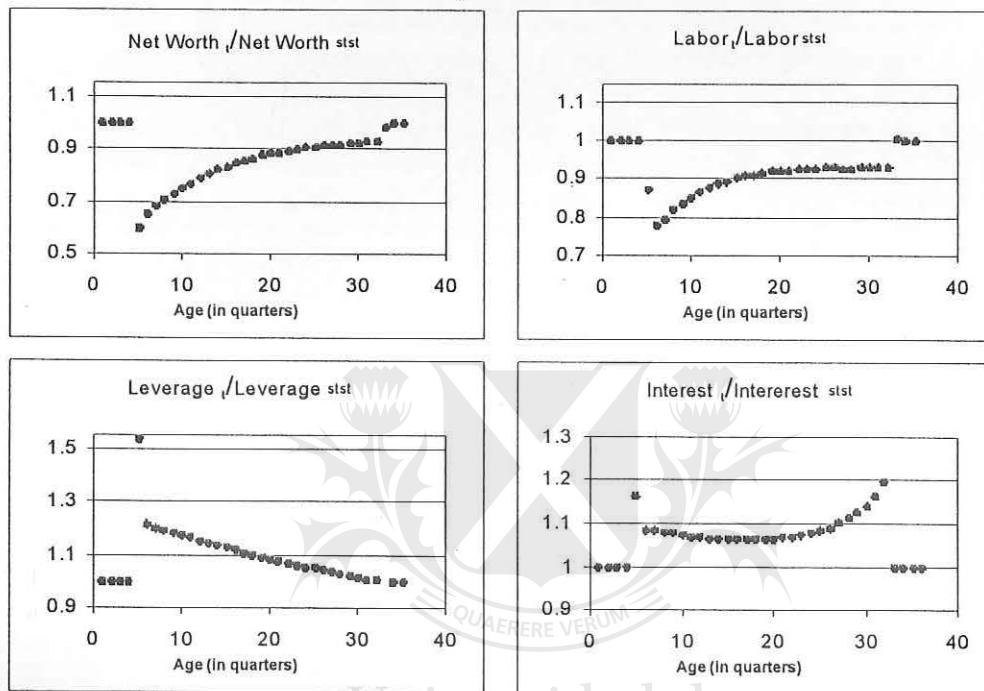 Net Worth t/Net Worth stst
1.1
0.9
0.7
0.5
0 10 20 30 40
Age (in quarters)
Labor t/Labor stst
1.1
1
0.9
0.8
0.7
0 10 20 30 40
Age (in quarters)
Leverage t/Leverage stst
1.5
1.3
1.1
0.9
0 10 20 30 40
Age (in quarters)
Interest t/Intererest stst
1.3
1.2
1.1
1
0.9
0 10 20 30 40
Age (in quarters)
QUAERERE VERUM